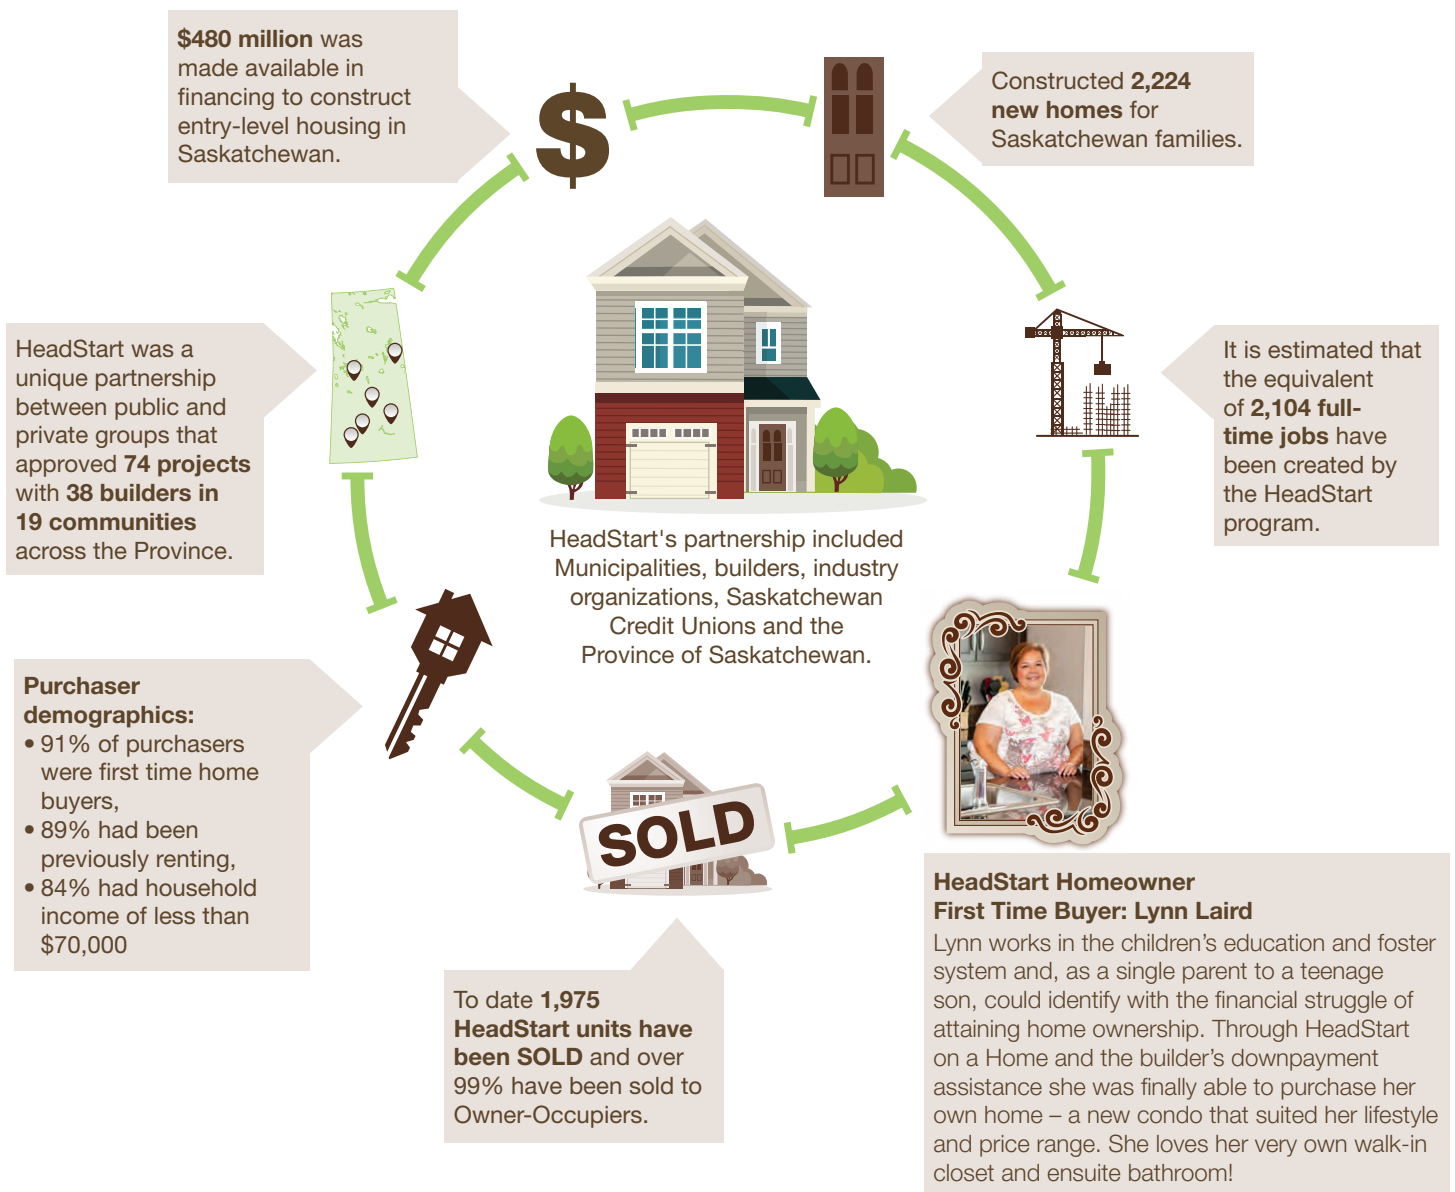 $480 million was
made available in
financing to construct
entry-level housing in
Saskatchewan.
$
Constructed 2,224
new homes for
Saskatchewan families.
HeadStart was a
unique partnership
between public and
private groups that
approved 74 projects
with 38 builders in
19 communities
across the Province.
It is estimated that
the equivalent
of 2,104 full-
time jobs have
been created by
the HeadStart
program.
HeadStart's partnership included
Municipalities, builders, industry
organizations, Saskatchewan
Credit Unions and the
Province of Saskatchewan.
Purchaser
demographics:
• 91% of purchasers
were first time home
buyers,
• 89% had been
previously renting,
• 84% had household
income of less than
$70,000
SOLD
To date 1,975
HeadStart units have
been SOLD and over
99% have been sold to
Owner-Occupiers.
HeadStart Homeowner
First Time Buyer: Lynn Laird
Lynn works in the children’s education and foster
system and, as a single parent to a teenage
son, could identify with the financial struggle of
attaining home ownership. Through HeadStart
on a Home and the builder’s downpayment
assistance she was finally able to purchase her
own home – a new condo that suited her lifestyle
and price range. She loves her very own walk-in
closet and ensuite bathroom!